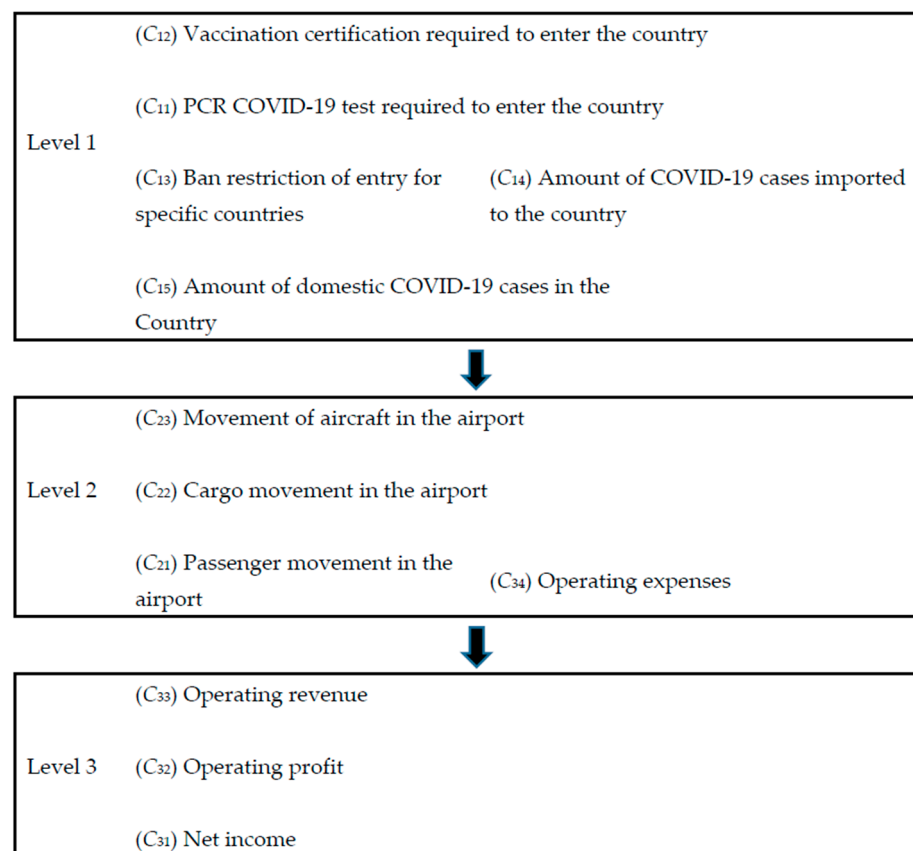 (C₁₂) Vaccination certification required to enter the country
(C₁₁) PCR COVID-19 test required to enter the country
Level 1
(C₁₃) Ban restriction of entry for
specific countries
(C₁₄) Amount of COVID-19 cases imported
to the country
(C₁₅) Amount of domestic COVID-19 cases in the
Country
(C₂₃) Movement of aircraft in the airport
Level 2
(C₂₂) Cargo movement in the airport
(C₂₁) Passenger movement in the
airport
(C₃₄) Operating expenses
(C₃₃) Operating revenue
Level 3
(C₃₂) Operating profit
(C₃₁) Net income